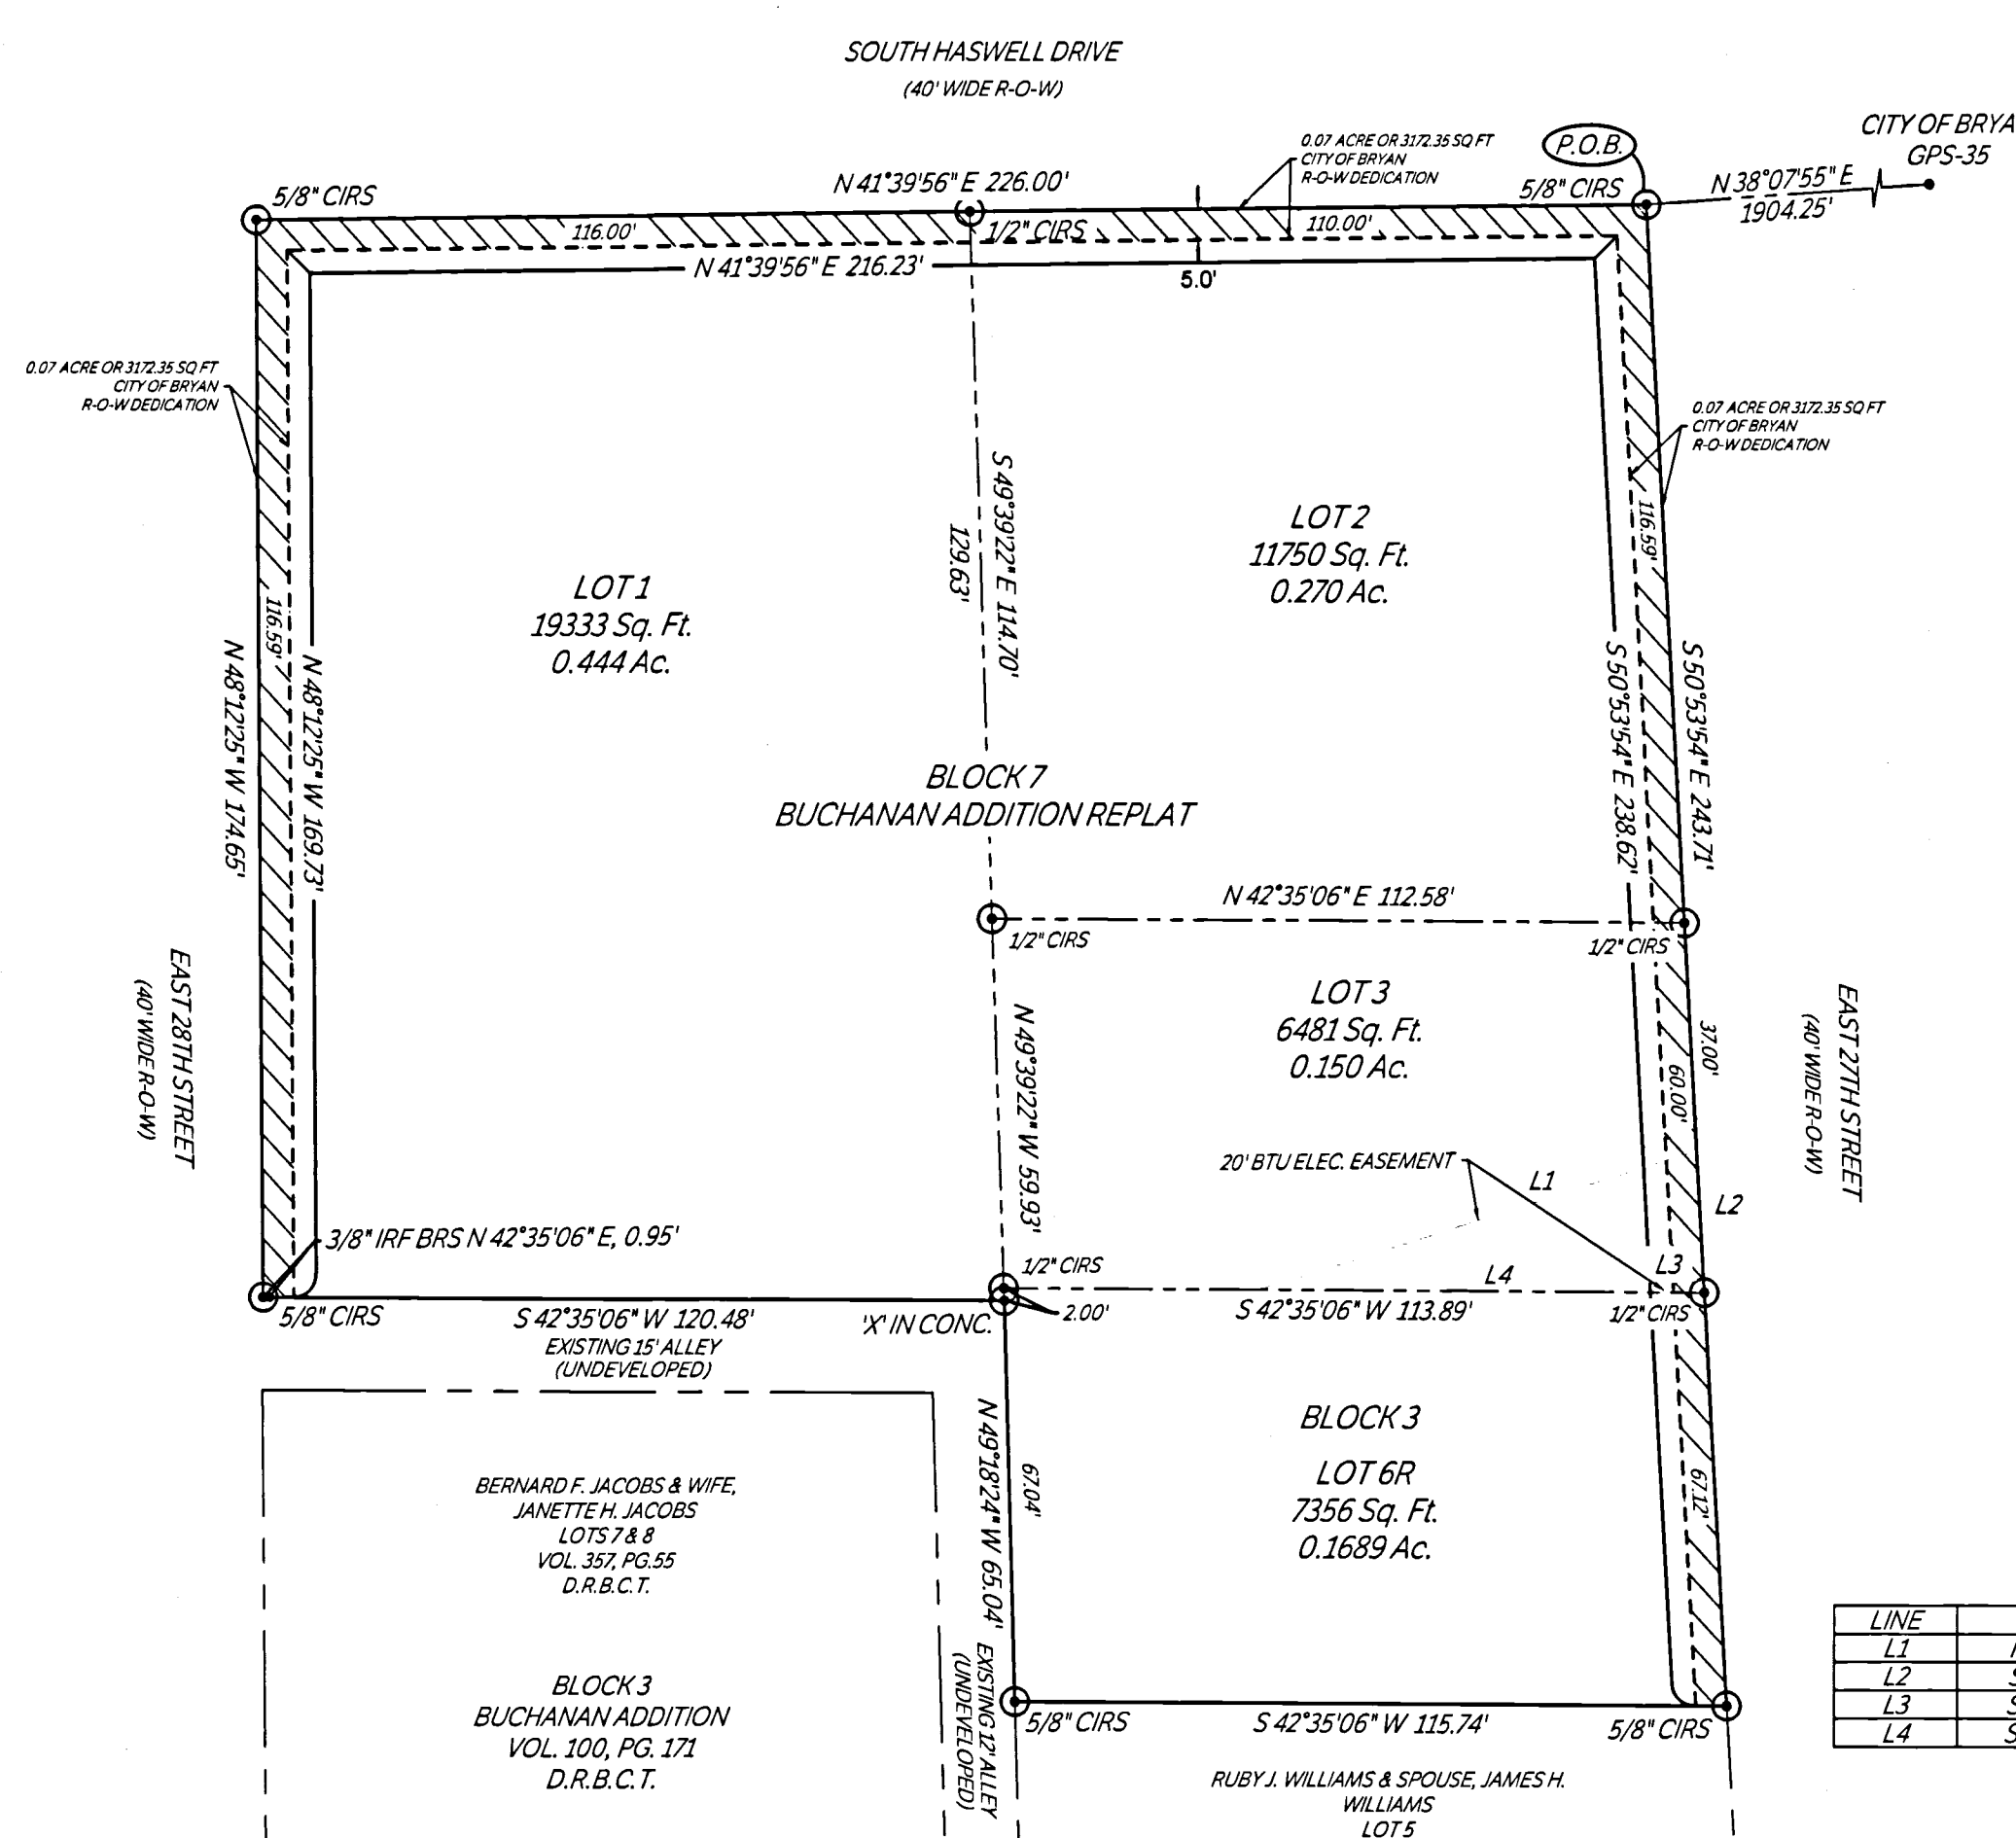 SOUTH HASWELL DRIVE
(40' WIDE R-O-W)
CITY OF BRYA
GPS-35
P.O.B.
0.07 ACRE OR 3172.35 SQ FT
CITY OF BRYAN
R-O-W DEDICATION
5/8" CIRS
N 41°39'56" E 226.00'
5/8" CIRS
N 38°07'55" E
1904.25'
116.00'
1/2" CIRS
110.00'
N 41°39'56" E 216.23'
5.0'
0.07 ACRE OR 3172.35 SQ FT
CITY OF BRYAN
R-O-W DEDICATION
0.07 ACRE OR 3172.35 SQ FT
CITY OF BRYAN
R-O-W DEDICATION
S 49°39'22" E 114.70'
129.63'
116.59'
LOT 2
11750 Sq. Ft.
0.270 Ac.
LOT 1
19333 Sq. Ft.
0.444 Ac.
116.59'
N 48°12'25" W 174.65'
N 48°12'25" W 169.73'
S 50°53'54" E 238.62'
S 50°53'54" E 243.71'
BLOCK 7
BUCHANAN ADDITION REPLAT
N 42°35'06" E 112.58'
1/2" CIRS
1/2" CIRS
EAST 28TH STREET
(40' WIDE R-O-W)
LOT 3
6481 Sq. Ft.
0.150 Ac.
N 49°39'22" W 59.93'
37.00'
60.00'
EAST 27TH STREET
(40' WIDE R-O-W)
20' BTU ELEC. EASEMENT
L1
L2
3/8" IRF BRS N 42°35'06" E, 0.95'
1/2" CIRS
L4
L3
5/8" CIRS
S 42°35'06" W 120.48'
'X' IN CONC.
2.00'
S 42°35'06" W 113.89'
1/2" CIRS
EXISTING 15' ALLEY
(UNDEVELOPED)
N 49°18'24" W 65.04'
67.04'
BLOCK 3
LOT 6R
7356 Sq. Ft.
0.1689 Ac.
67.12'
BERNARD F. JACOBS & WIFE,
JANETTE H. JACOBS
LOTS 7 & 8
VOL. 357, PG.55
D.R.B.C.T.
EXISTING 12' ALLEY
(UNDEVELOPED)
BLOCK 3
BUCHANAN ADDITION
VOL. 100, PG. 171
D.R.B.C.T.
5/8" CIRS
S 42°35'06" W 115.74'
5/8" CIRS
RUBY J. WILLIAMS & SPOUSE, JAMES H.
WILLIAMS
LOT 5
LINE
L1
L2 S
L3 S
L4 S